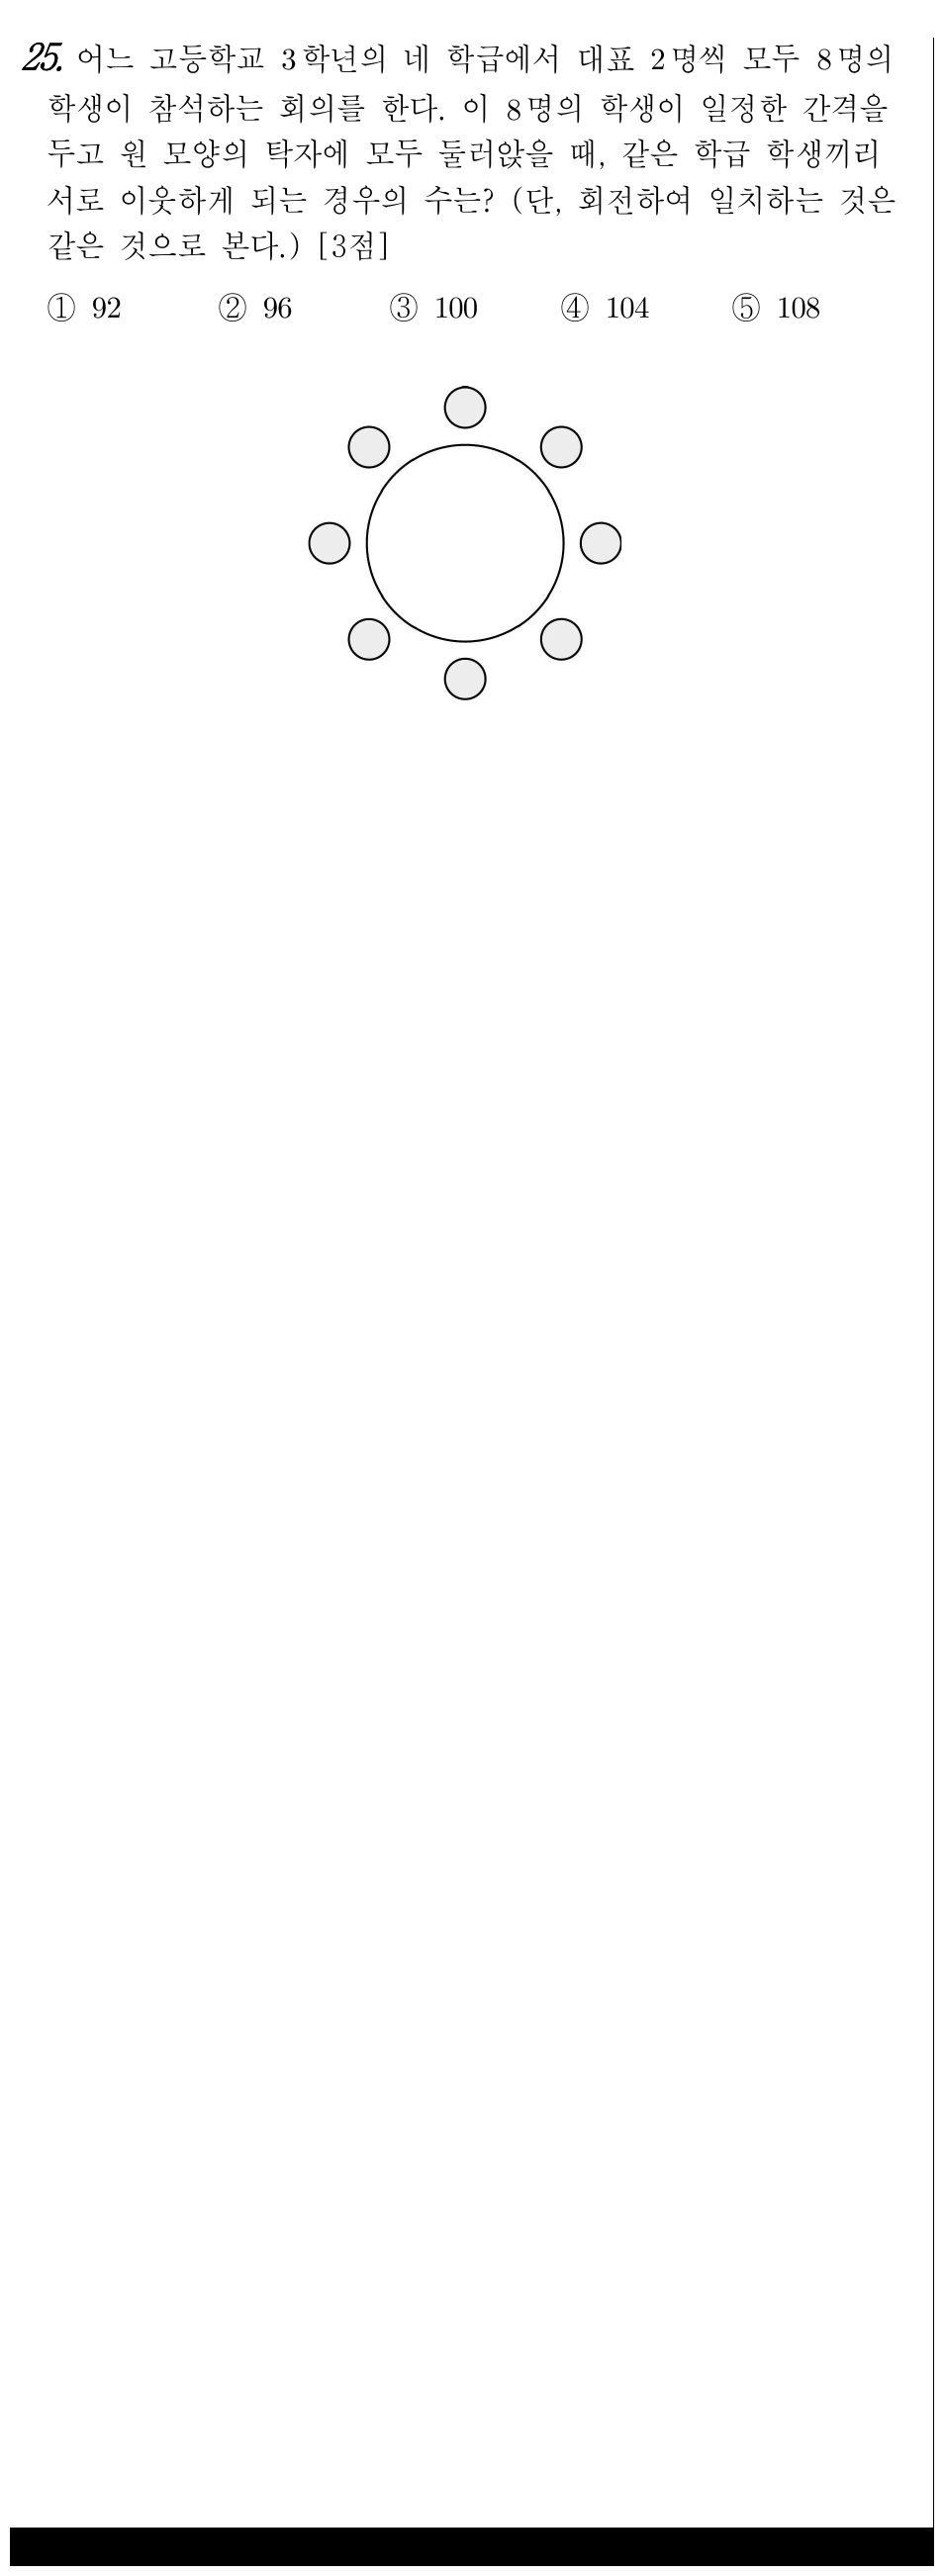 25. 어느 고등학교 3학년의 네 학급에서 대표 2명씩 모두 8명의
학생이 참석하는 회의를 한다. 이 8명의 학생이 일정한 간격을
두고 원 모양의 탁자에 모두 둘러앉을 때, 같은 학급 학생끼리
서로 이웃하게 되는 경우의 수는? (단, 회전하여 일치하는 것은
같은 것으로 본다.) [3점]
① 92 ② 96 ③ 100 ④ 104 ⑤ 108